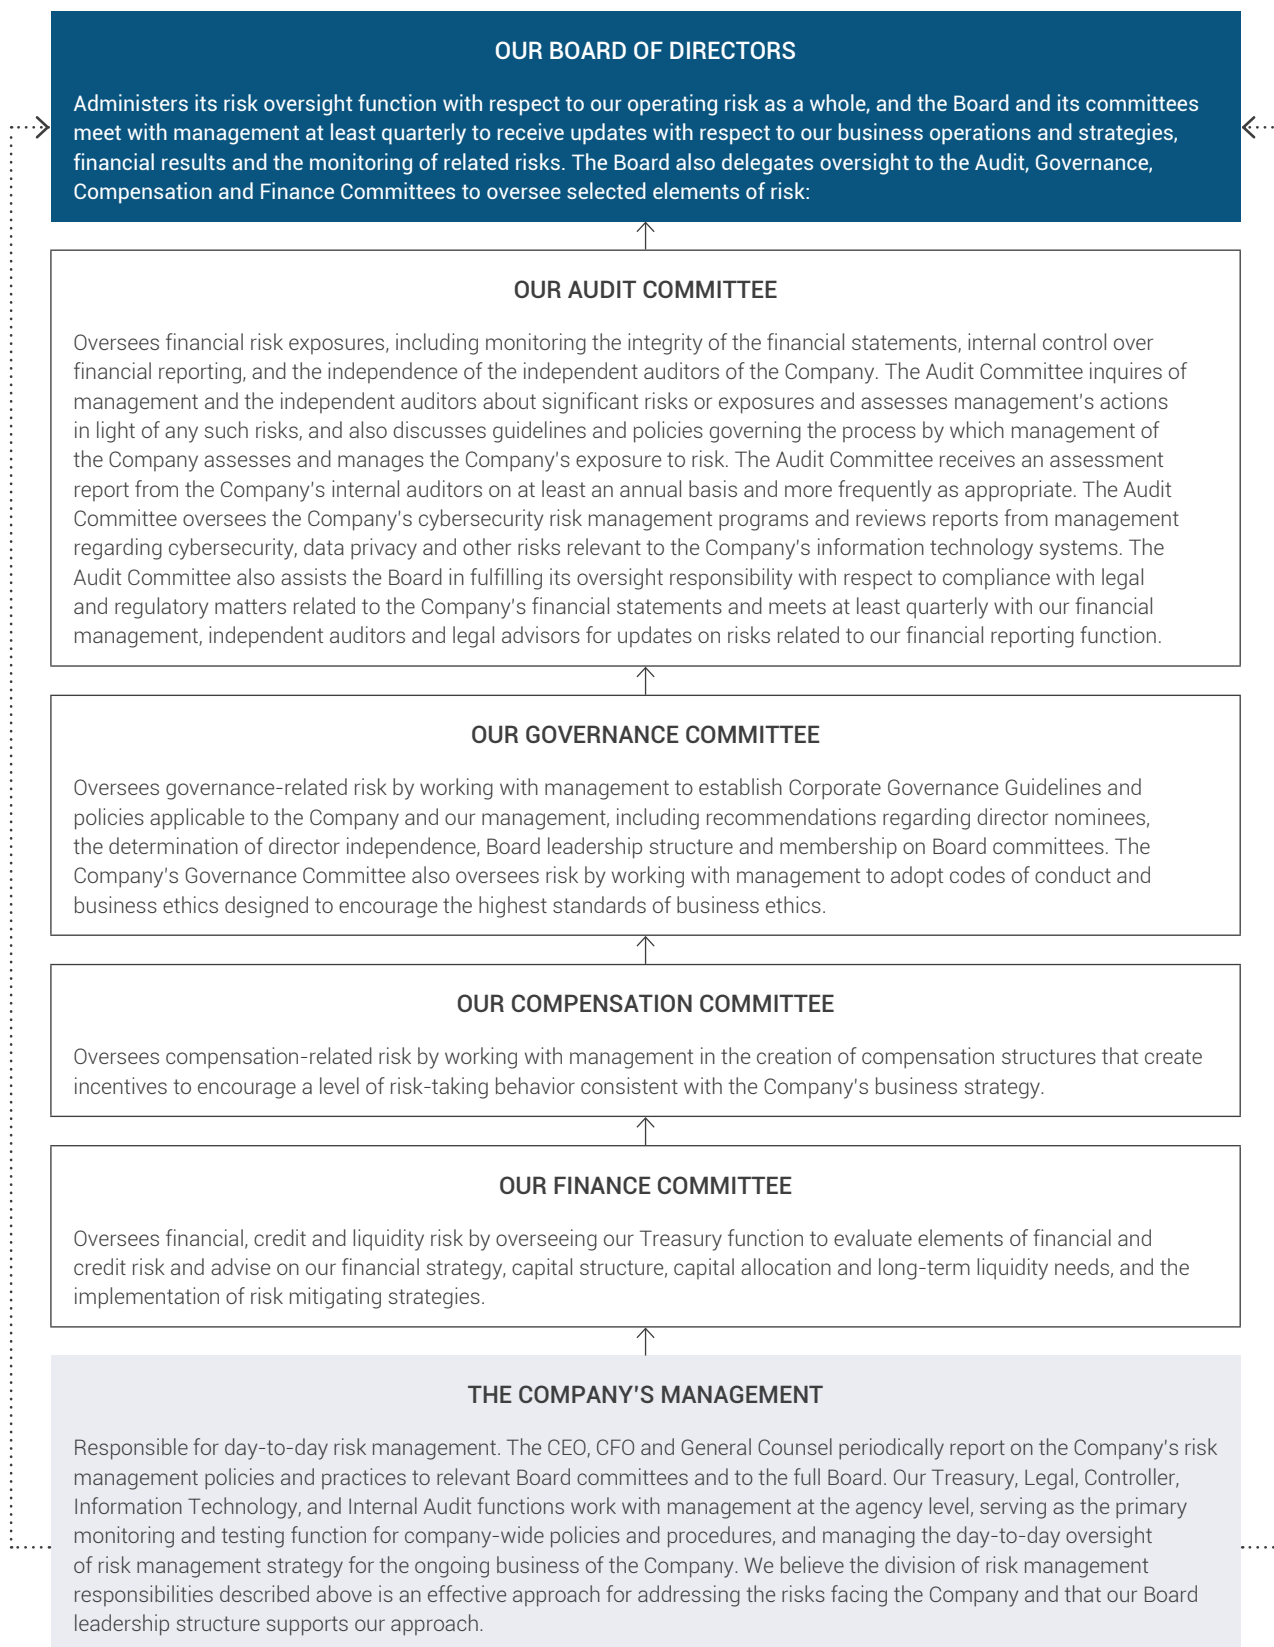 OUR BOARD OF DIRECTORS
Administers its risk oversight function with respect to our operating risk as a whole, and the Board and its committees
meet with management at least quarterly to receive updates with respect to our business operations and strategies,
financial results and the monitoring of related risks. The Board also delegates oversight to the Audit, Governance,
Compensation and Finance Committees to oversee selected elements of risk:
OUR AUDIT COMMITTEE
Oversees financial risk exposures, including monitoring the integrity of the financial statements, internal control over
financial reporting, and the independence of the independent auditors of the Company. The Audit Committee inquires of
management and the independent auditors about significant risks or exposures and assesses management's actions
in light of any such risks, and also discusses guidelines and policies governing the process by which management of
the Company assesses and manages the Company's exposure to risk. The Audit Committee receives an assessment
report from the Company's internal auditors on at least an annual basis and more frequently as appropriate. The Audit
Committee oversees the Company's cybersecurity risk management programs and reviews reports from management
regarding cybersecurity, data privacy and other risks relevant to the Company's information technology systems. The
Audit Committee also assists the Board in fulfilling its oversight responsibility with respect to compliance with legal
and regulatory matters related to the Company's financial statements and meets at least quarterly with our financial
management, independent auditors and legal advisors for updates on risks related to our financial reporting function.
OUR GOVERNANCE COMMITTEE
Oversees governance-related risk by working with management to establish Corporate Governance Guidelines and
policies applicable to the Company and our management, including recommendations regarding director nominees,
the determination of director independence, Board leadership structure and membership on Board committees. The
Company's Governance Committee also oversees risk by working with management to adopt codes of conduct and
business ethics designed to encourage the highest standards of business ethics.
OUR COMPENSATION COMMITTEE
Oversees compensation-related risk by working with management in the creation of compensation structures that create
incentives to encourage a level of risk-taking behavior consistent with the Company's business strategy.
OUR FINANCE COMMITTEE
Oversees financial, credit and liquidity risk by overseeing our Treasury function to evaluate elements of financial and
credit risk and advise on our financial strategy, capital structure, capital allocation and long-term liquidity needs, and the
implementation of risk mitigating strategies.
THE COMPANY'S MANAGEMENT
Responsible for day-to-day risk management. The CEO, CFO and General Counsel periodically report on the Company's risk
management policies and practices to relevant Board committees and to the full Board. Our Treasury, Legal, Controller,
Information Technology, and Internal Audit functions work with management at the agency level, serving as the primary
monitoring and testing function for company-wide policies and procedures, and managing the day-to-day oversight
of risk management strategy for the ongoing business of the Company. We believe the division of risk management
responsibilities described above is an effective approach for addressing the risks facing the Company and that our Board
leadership structure supports our approach.